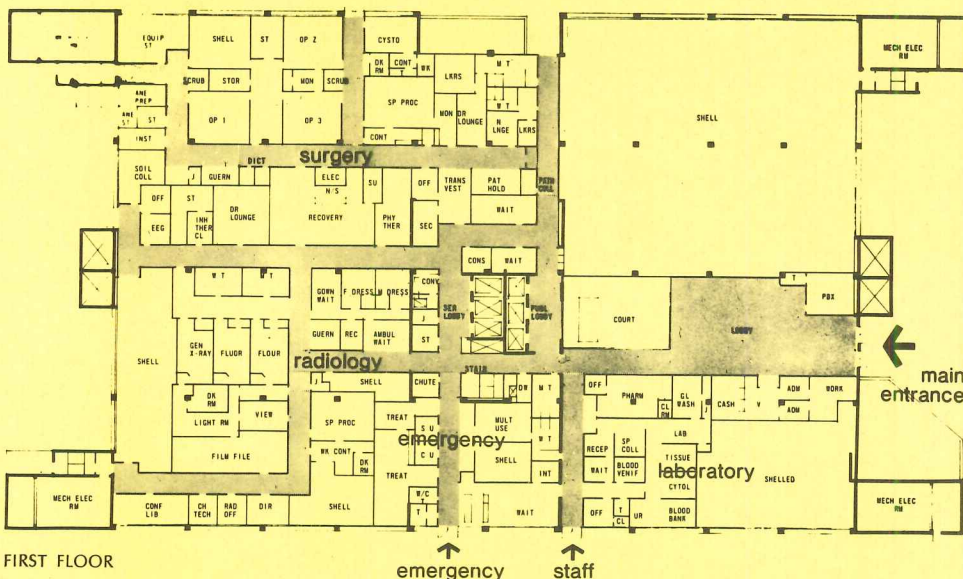 EQUIP ST
SHELL
ST
OP 2
CYSTO
DK RM
CONT
WK
LKRS
M T
MECH ELEC RM
SCRUB
STOR
MON
SCRUB
SP PROC
W T
ANE PREP
ANE ST
ST
OP 1
OP 3
MON
DR LOUNGE
N LNGE
LKRS
SHELL
INST
CONT
surgery
SOIL COLL
J
GUERN
T
DICT
ELEC
N/S
SU
OFF
TRANS VEST
PAT HOLD
OFF
ST
DR LOUNGE
RECOVERY
PHY THER
SEC
WAIT
EEG
INH THER CL
CONS
WAIT
W T
T
GOWN WAIT
F DRESS
M DRESS
CONV
LOBBY
LOBBY
COURT
LOBBY
T
PBX
J
GUERN
REC
AMBUL WAIT
ST
SHELL
GEN X-RAY
FLUOR
FLOUR
radiology
STAIR
main
entrance
J
SHELL
CHUTE
DW
M T
OFF
PHARM
CL RM
GL WASH
J
CASH
V
ADM
ADM
WORK
DK RM
LIGHT RM
VIEW
SP PROC
TREAT
S U
C U
emergency
MULT USE
W T
RECEP
SP COLL
LAB
FILM FILE
WK CONT
DK RM
TREAT
SHELL
INT
WAIT
BLOOD VENIF
TISSUE
CYTOL
laboratory
SHELLED
MECH ELEC RM
CONF LIB
CH TECH
RAD OFF
DIR
SHELL
W/C
T
WAIT
OFF
T
CL
UR
BLOOD BANK
MECH ELEC RM
FIRST FLOOR
emergency
staff